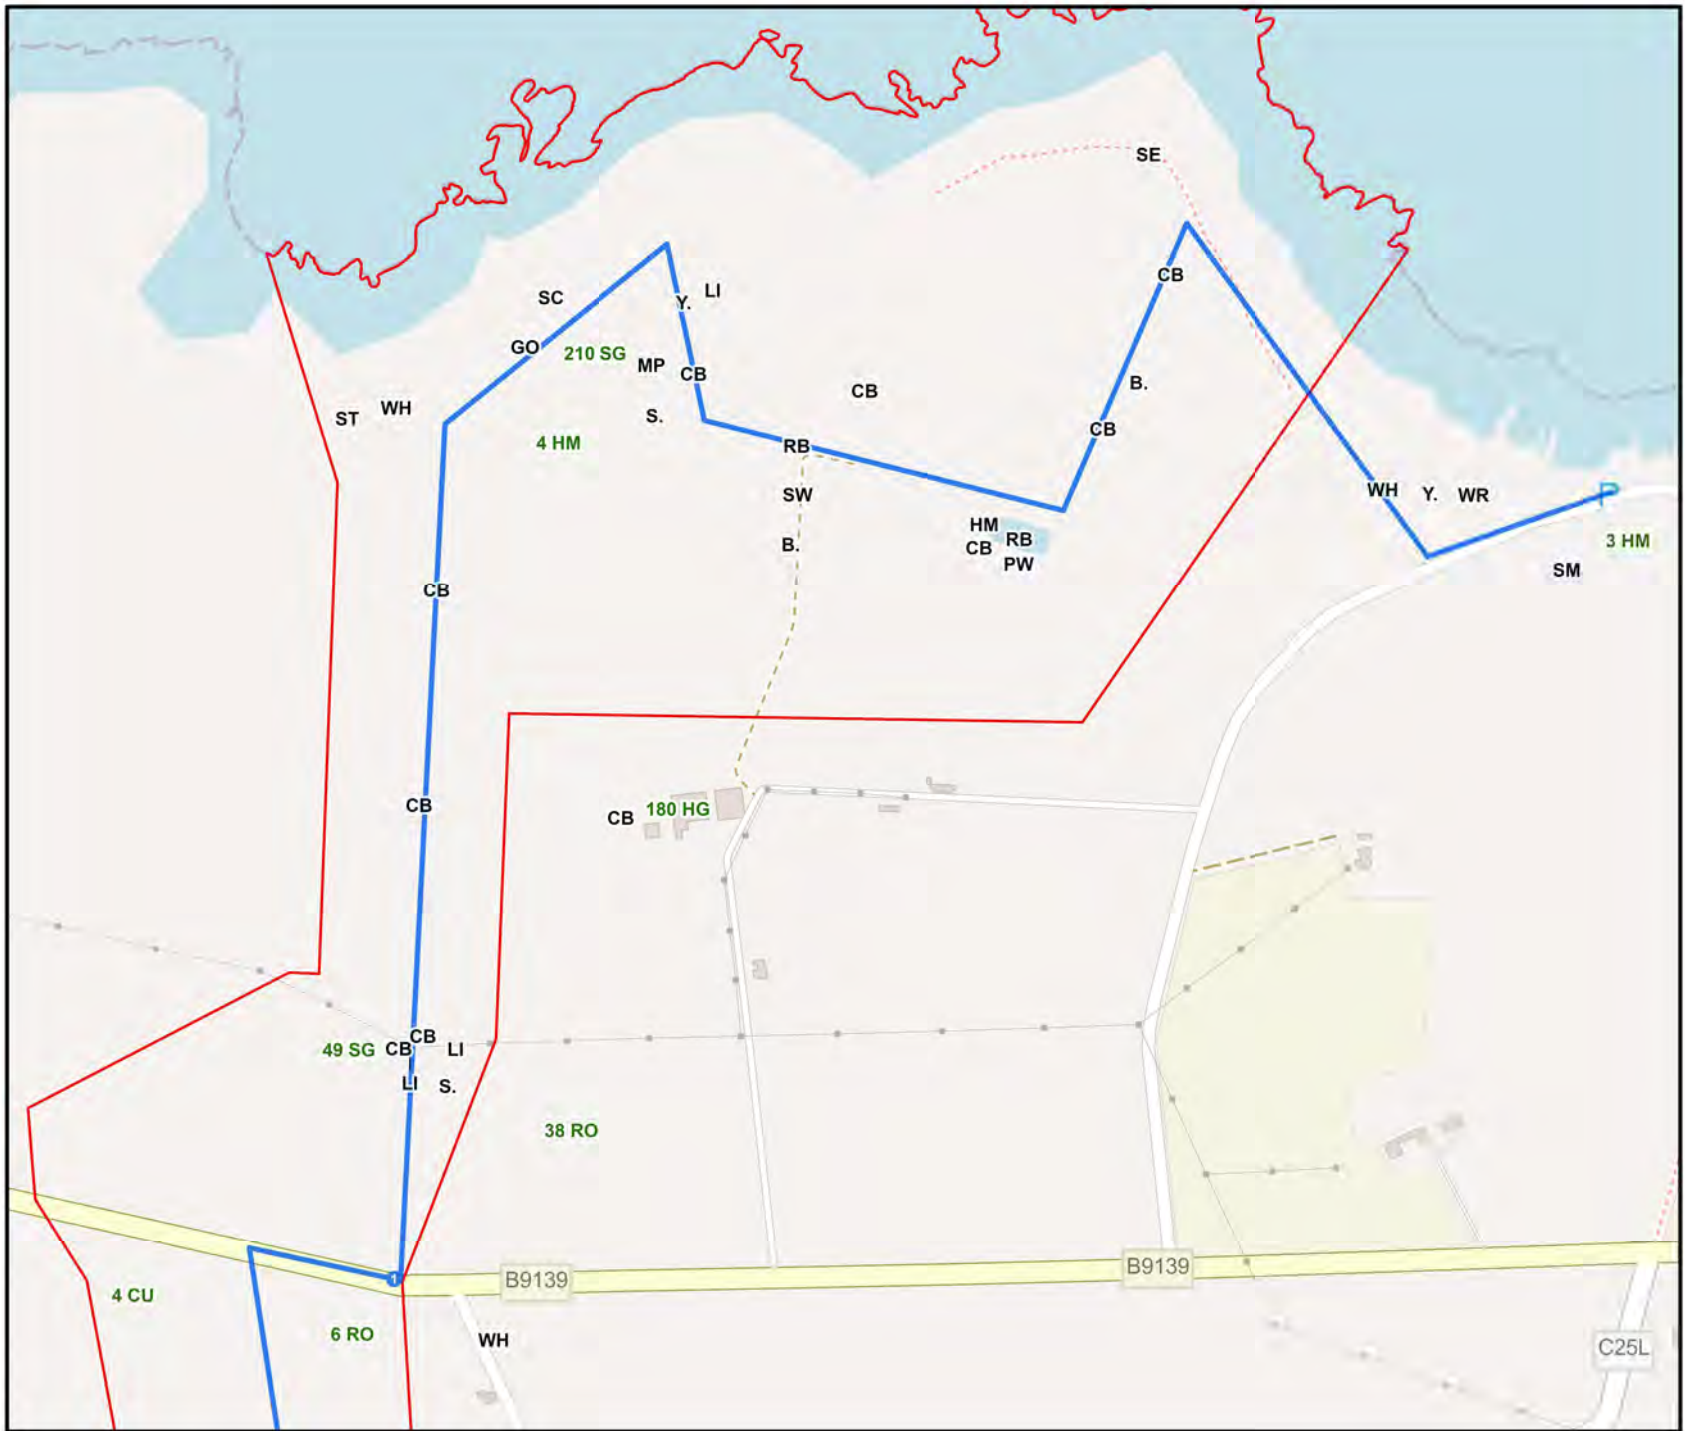 SE
CB
SC
Y.
LI
GO
210 SG
MP
CB
B.
CB
ST
WH
S.
4 HM
CB
RB
WH
Y.
WR
SW
P
HM
RB
CB
PW
B.
3 HM
SM
CB
CB
180 HG
CB
CB
49 SG
CB
LI
LI
S.
38 RO
1
B9139
B9139
4 CU
6 RO
WH
C25L